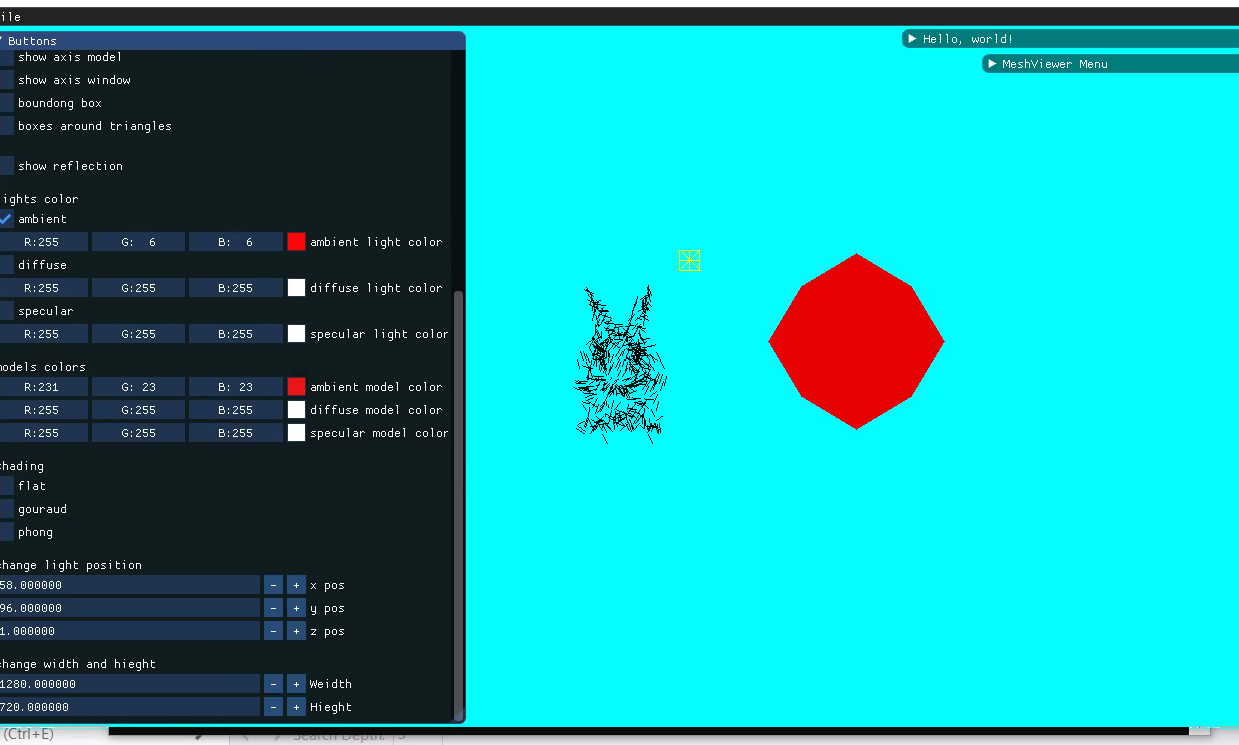 ile
Buttons
Hello, world!
show axis model
MeshViewer Menu
show axis window
boundong box
boxes around triangles
show reflection
ights color
ambient
R:255 G: 6 B: 6 ambient light color
diffuse
R:255 G:255 B:255 diffuse light color
specular
R:255 G:255 B:255 specular light color
odels colors
R:231 G: 23 B: 23 ambient model color
R:255 G:255 B:255 diffuse model color
R:255 G:255 B:255 specular model color
hading
flat
gouraud
phong
hange light position
58.000000 - + x pos
96.000000 - + y pos
1.000000 - + z pos
hange width and hieght
1280.000000 - + Weidth
720.000000 - + Hieght
(Ctrl+E) Search Depth: